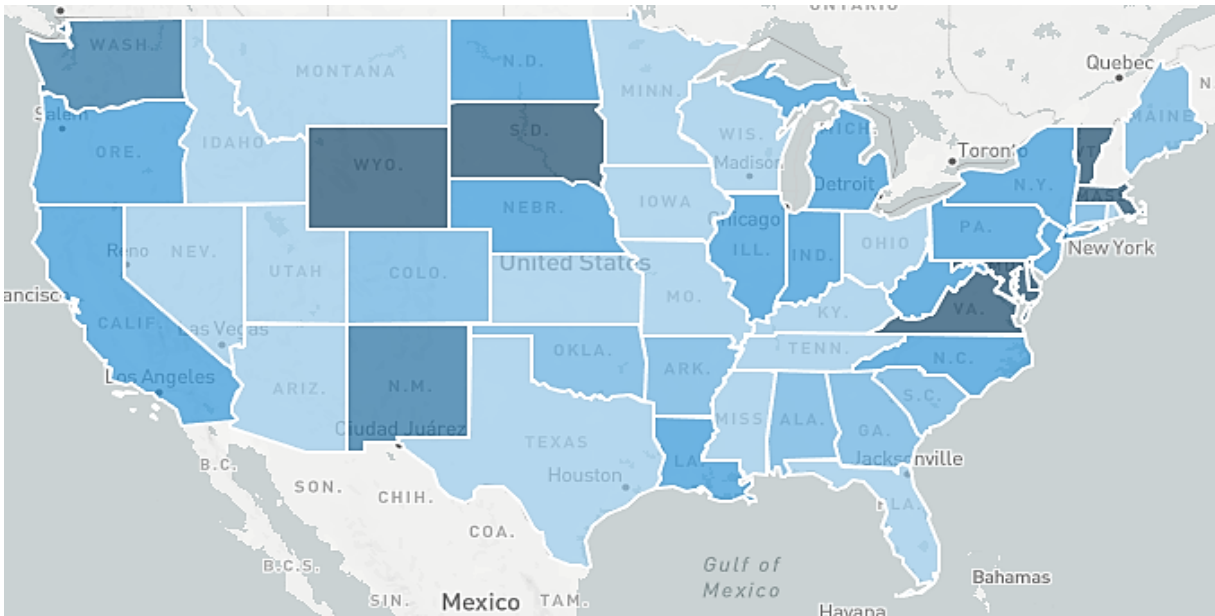 ONTARIO
WASH.
MONTANA
N.D.
MINN.
Quebec
N.
MAINE
Salem
ORE.
IDAHO
WYO.
S.D.
WIS.
Madison
MICH.
Toronto
VT.
MASS.
Detroit
N.Y.
NEBR.
IOWA
Chicago
ILL.
IND.
OHIO
PA.
New York
Reno
NEV.
UTAH
COLO.
United States
ancisc
CALIF.
Las Vegas
MO.
KY.
VA.
Los Angeles
ARIZ.
N.M.
OKLA.
ARK.
TENN.
N.C.
S.C.
Ciudad Juárez
TEXAS
MISS
ALA.
GA.
Houston
LA.
Jacksonville
FLA.
B.C.
SON.
CHIH.
COA.
B.C.S.
SIN.
Mexico
TAM.
Gulf of
Mexico
Bahamas
Havana